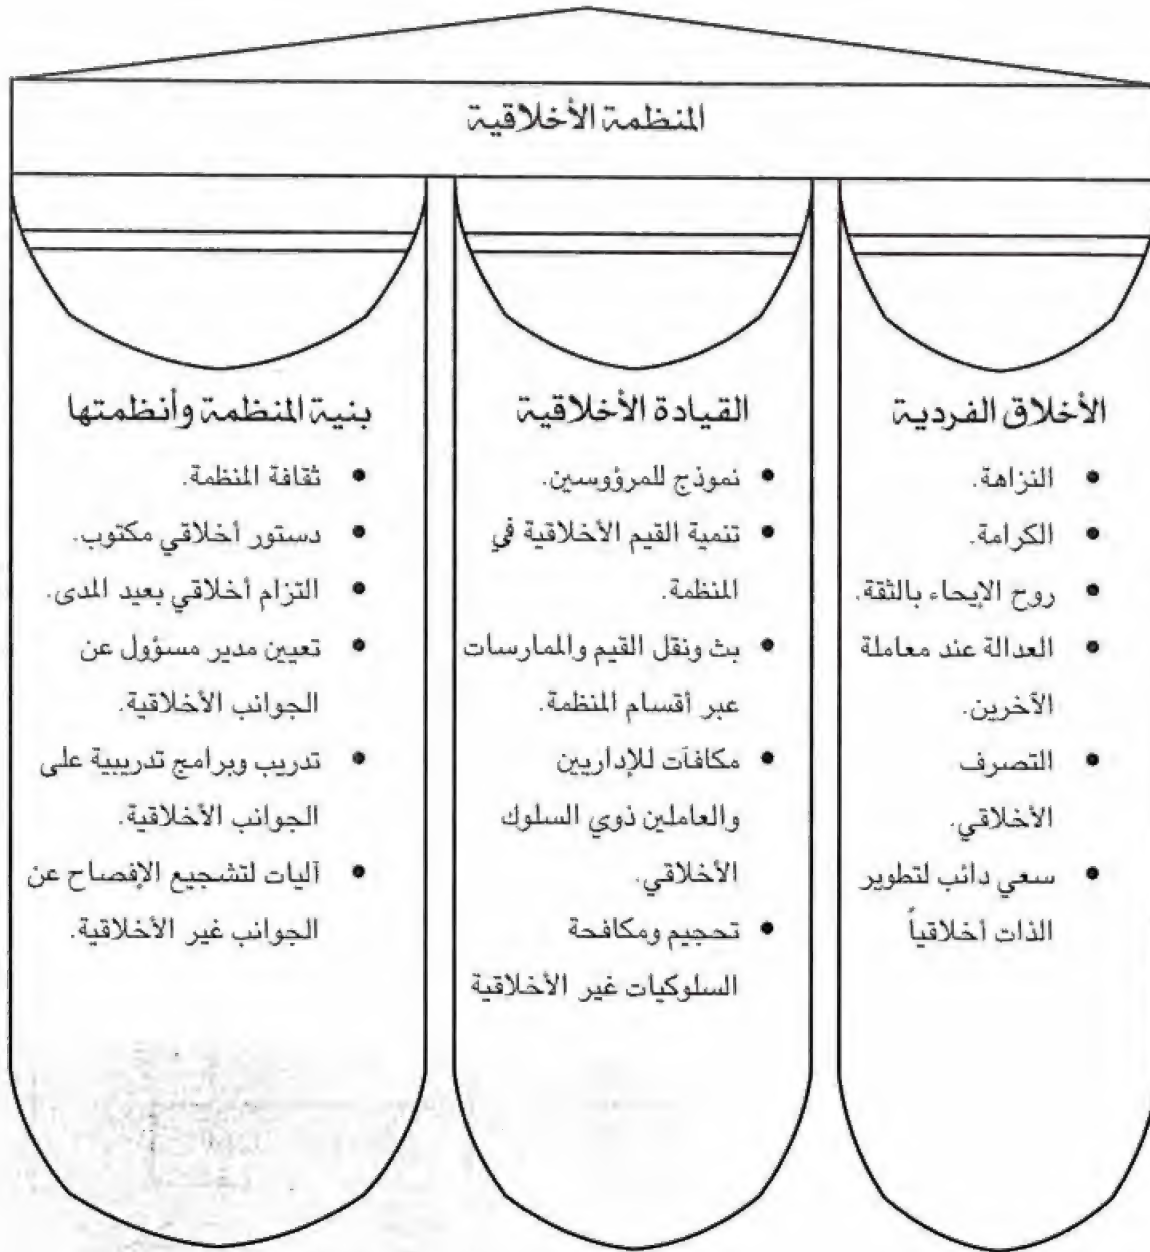 المنظمة الأخلاقية
الأخلاق الفردية
• النزاهة.
• الكرامة.
• روح الإيحاء بالثقة.
• العدالة عند معاملة
الآخرين.
• التصرف
الأخلاقي.
• سعي دائب لتطوير
الذات أخلاقياً
القيادة الأخلاقية
• نموذج للمرؤوسين.
• تنمية القيم الأخلاقية في
المنظمة.
• بث ونقل القيم والممارسات
عبر أقسام المنظمة.
• مكافآت للإداريين
والعاملين ذوي السلوك
الأخلاقي.
• تحجيم ومكافحة
السلوكيات غير الأخلاقية
بنية المنظمة وأنظمتها
• ثقافة المنظمة.
• دستور أخلاقي مكتوب.
• التزام أخلاقي بعيد المدى.
• تعيين مدير مسؤول عن
الجوانب الأخلاقية.
• تدريب وبرامج تدريبية على
الجوانب الأخلاقية.
• آليات لتشجيع الإفصاح عن
الجوانب غير الأخلاقية.